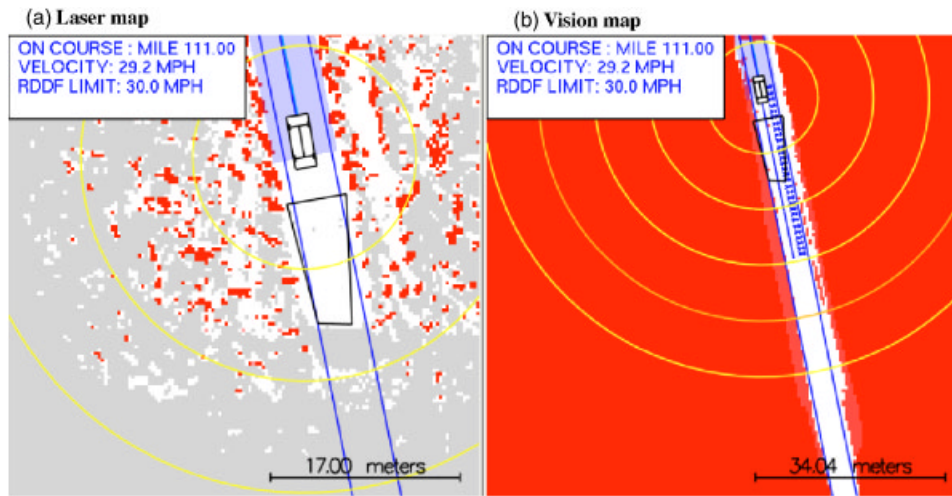 (a) Laser map
ON COURSE : MILE 111.00
VELOCITY: 29.2 MPH
RDDF LIMIT: 30.0 MPH
17.00 meters
(b) Vision map
ON COURSE : MILE 111.00
VELOCITY: 29.2 MPH
RDDF LIMIT: 30.0 MPH
34.04 meters